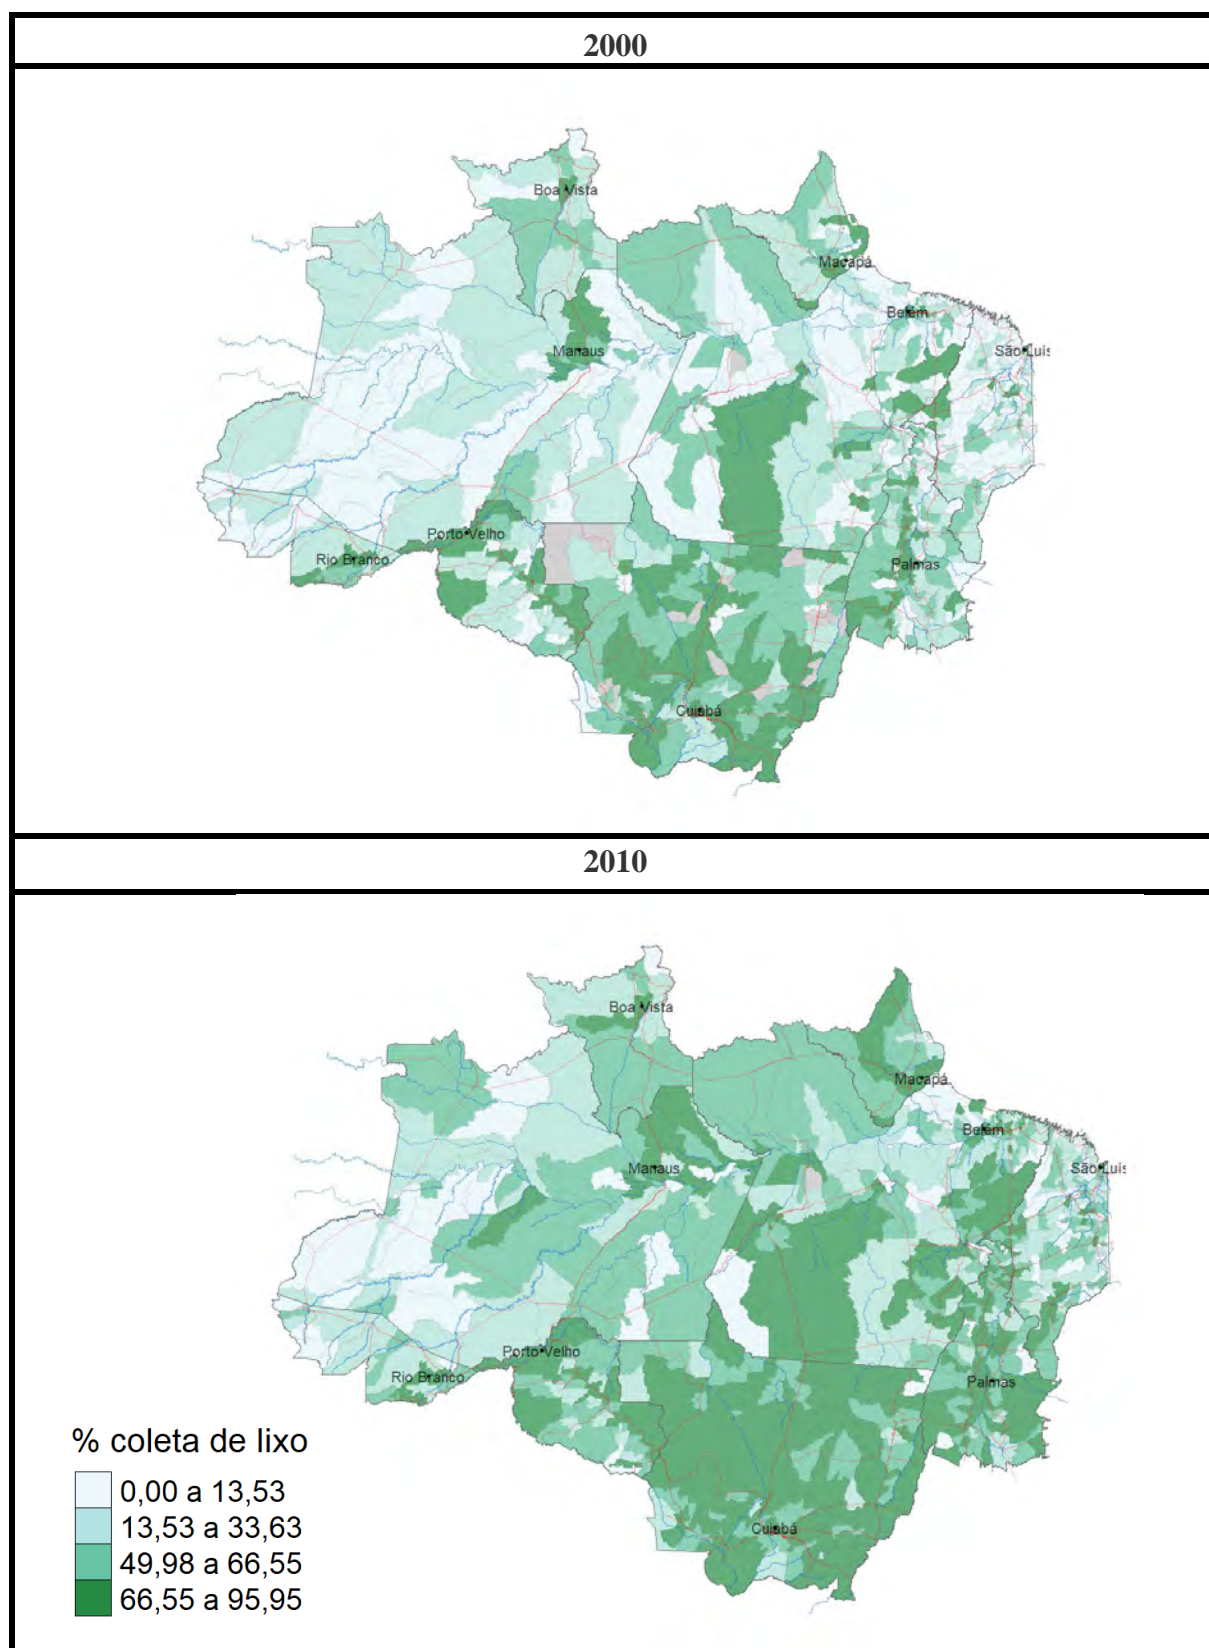 2000
Boa Vista
Macapá
Belém
São Luís
Manaus
Porto Velho
Rio Branco
Palmas
Cuiabá
2010
Boa Vista
Macapá
Belém
São Luís
Manaus
Porto Velho
Rio Branco
Palmas
Cuiabá
% coleta de lixo
0,00 a 13,53
13,53 a 33,63
49,98 a 66,55
66,55 a 95,95